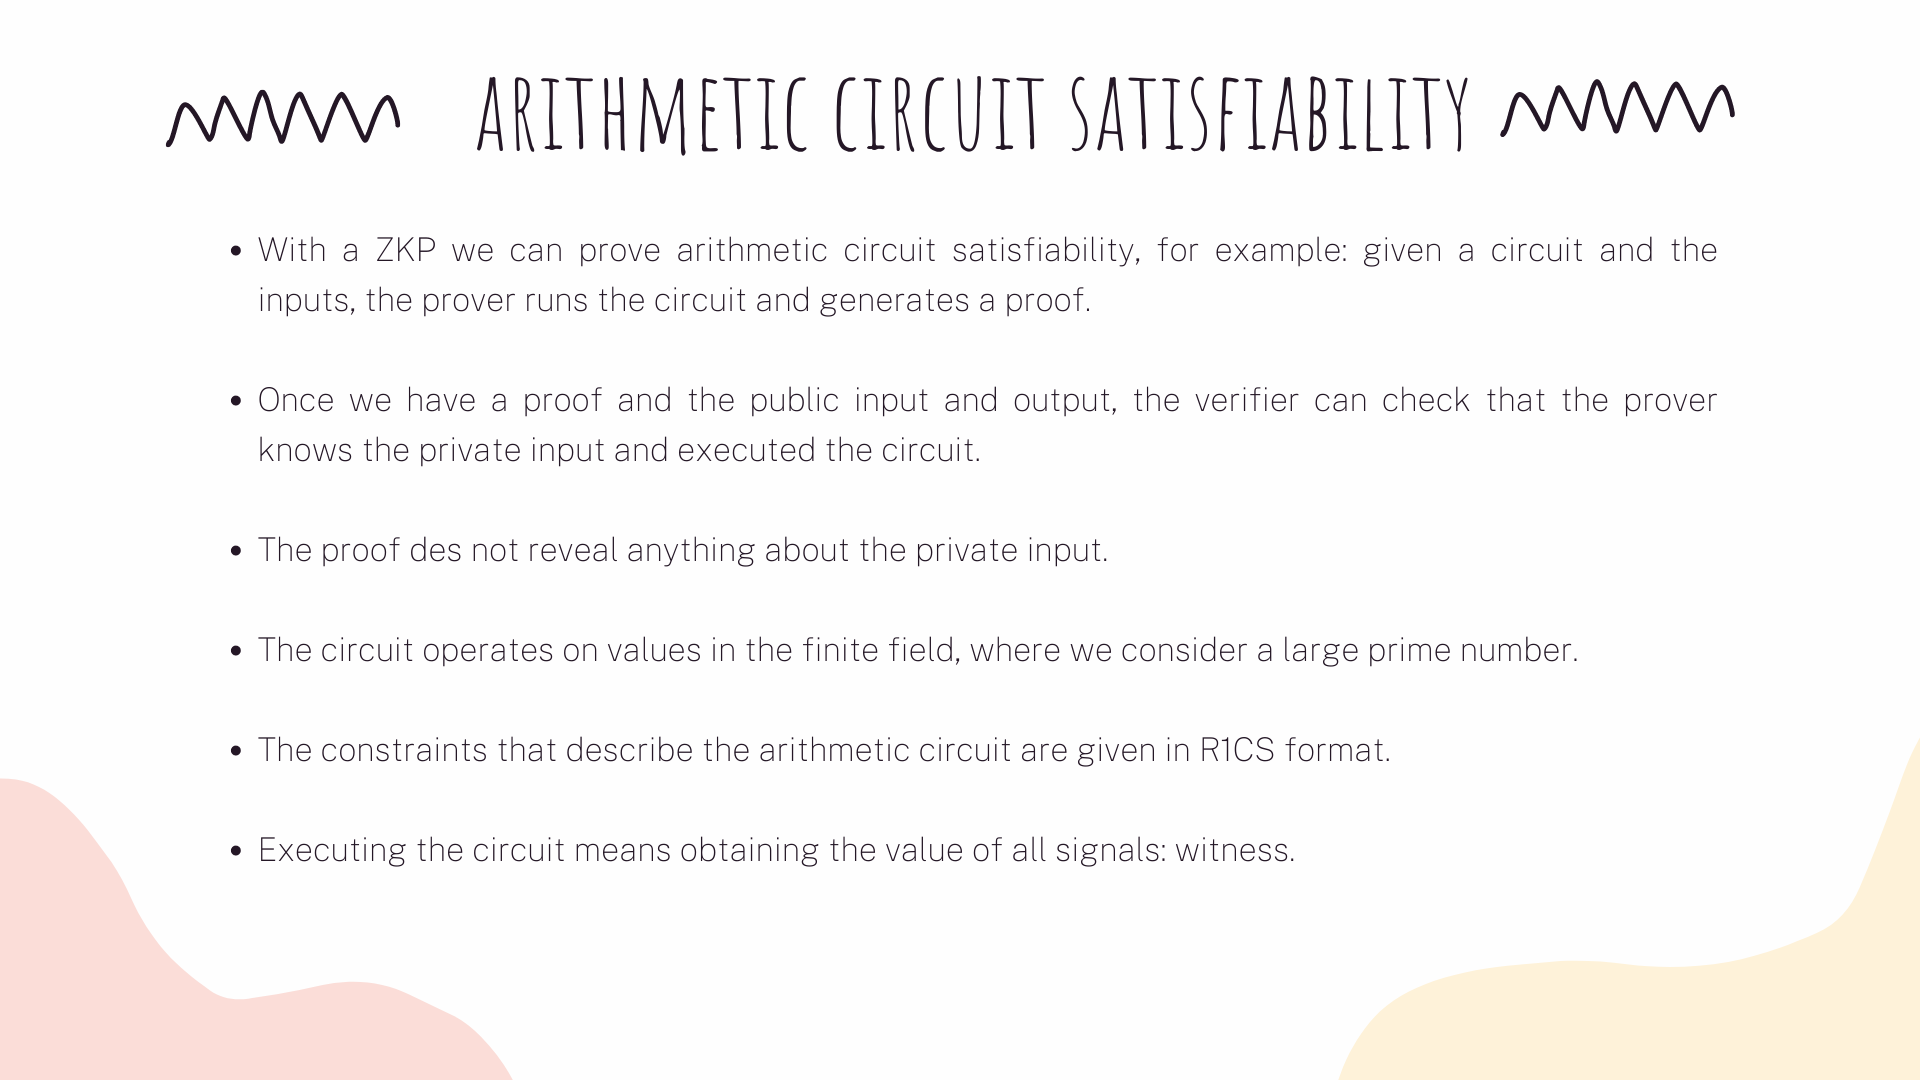 ARITHMETIC CIRCUIT SATISFIABILITY
• With a ZKP we can prove arithmetic circuit satisfiability, for example: given a circuit and the
inputs, the prover runs the circuit and generates a proof.
• Once we have a proof and the public input and output, the verifier can check that the prover
knows the private input and executed the circuit.
• The proof des not reveal anything about the private input.
• The circuit operates on values in the finite field, where we consider a large prime number.
• The constraints that describe the arithmetic circuit are given in R1CS format.
• Executing the circuit means obtaining the value of all signals: witness.